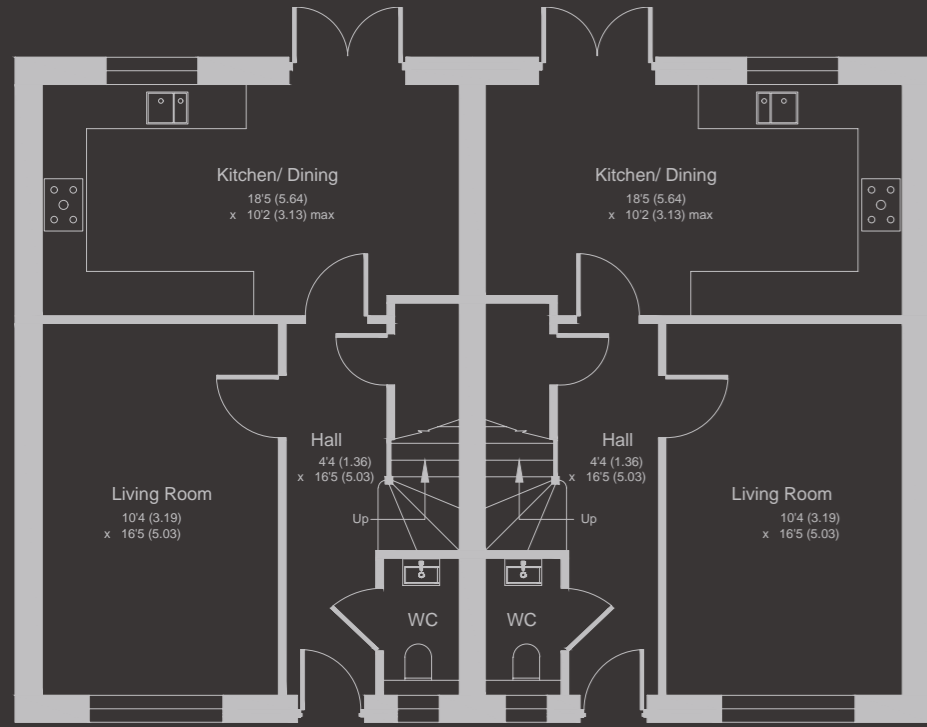 Kitchen/ Dining
18'5 (5.64)
x 10'2 (3.13) max
Kitchen/ Dining
18'5 (5.64)
x 10'2 (3.13) max
Hall
4'4 (1.36)
x 16'5 (5.03)
Hall
4'4 (1.36)
x 16'5 (5.03)
Living Room
10'4 (3.19)
x 16'5 (5.03)
Up
Up
Living Room
10'4 (3.19)
x 16'5 (5.03)
WC
WC